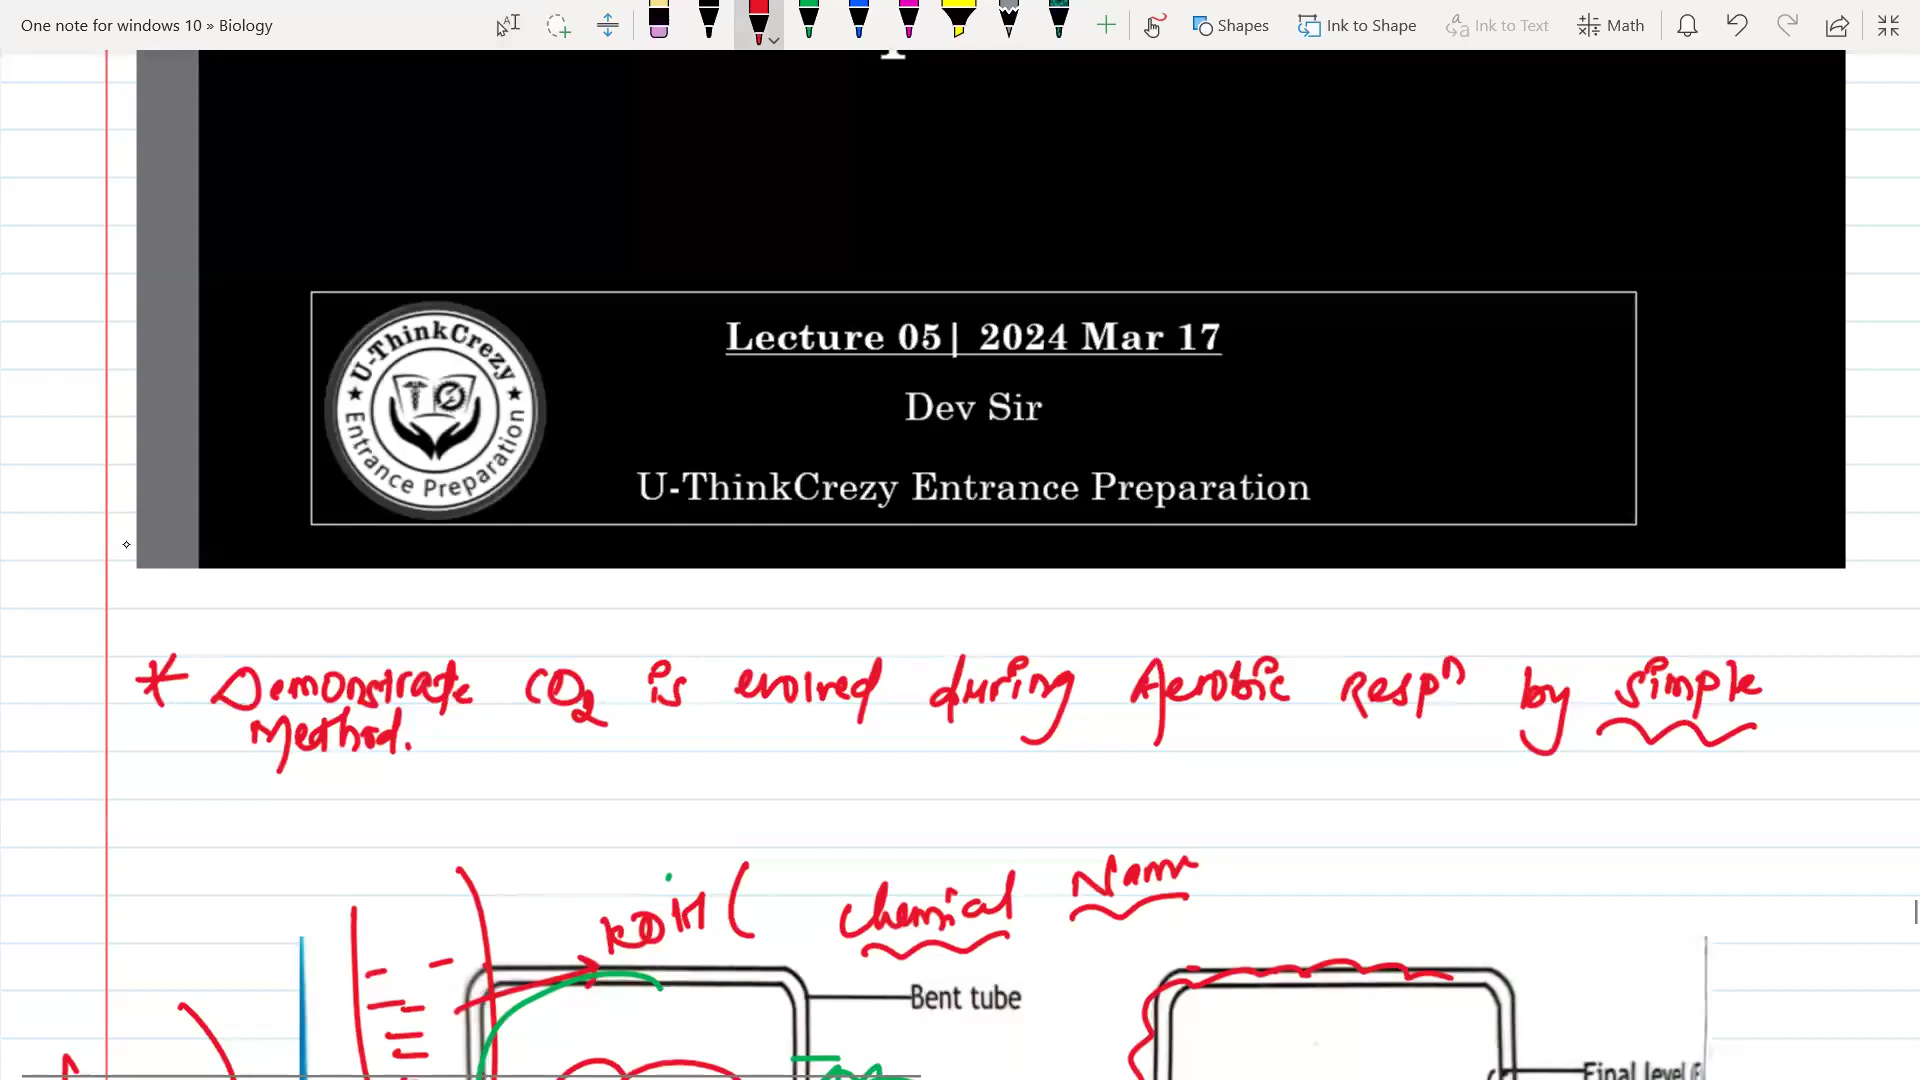 One note for windows 10 » Biology
Shapes
Ink to Shape
Ink to Text
Math
U-ThinkCrezy
Entrance Preparation
Lecture 05| 2024 Mar 17
Dev Sir
U-ThinkCrezy Entrance Preparation
* Demonstrate CO2 is evolved during Aerobic Respn by simple
Method.
KOH ( Chemical Name
Bent tube
Final level